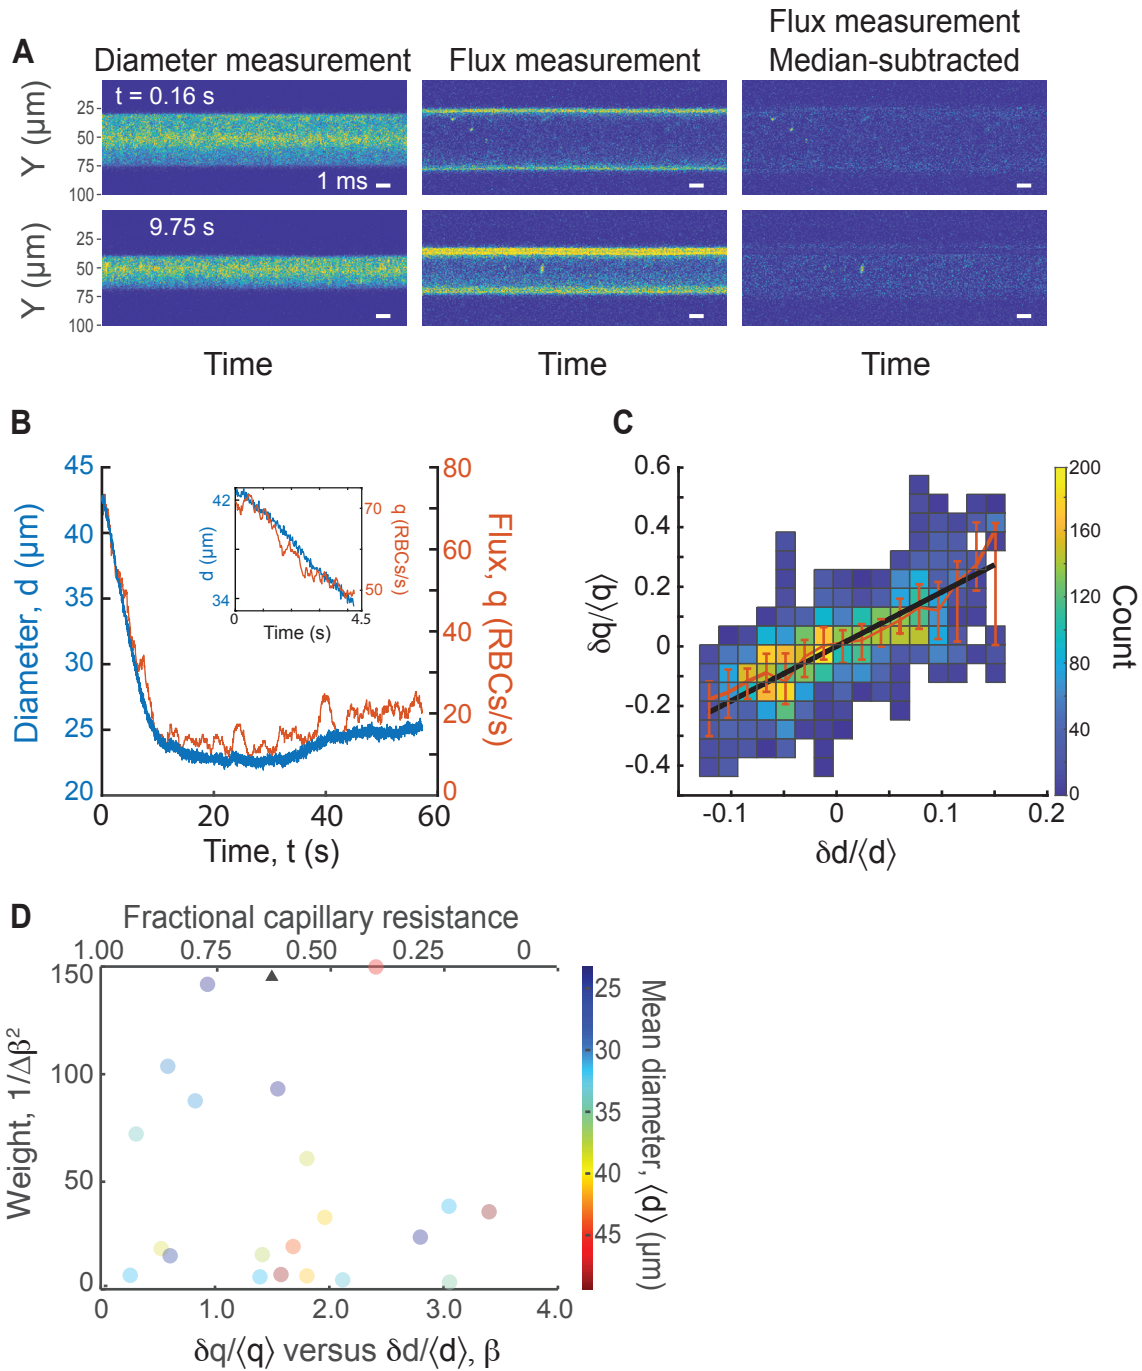 A
Diameter measurement
Flux measurement
Flux measurement
Median-subtracted
Y (μm)
25
50
75
100
t = 0.16 s
1 ms
Y (μm)
25
50
75
100
9.75 s
Time
Time
Time
B
Diameter, d (μm)
45
40
35
30
25
20
0
20
40
60
Time, t (s)
80
60
40
20
0
Flux, q (RBCs/s)
d (μm)
42
34
0
4.5
Time (s)
70
50
q (RBCs/s)
C
δq/⟨q⟩
0.6
0.4
0.2
0
-0.2
-0.4
-0.1
0
0.1
0.2
δd/⟨d⟩
200
160
120
80
40
0
Count
D
Fractional capillary resistance
1.00
0.75
0.50
0.25
0
Weight, 1/Δβ²
150
100
50
0
0
1.0
2.0
3.0
4.0
δq/⟨q⟩ versus δd/⟨d⟩, β
25
30
35
40
45
Mean diameter, ⟨d⟩ (μm)